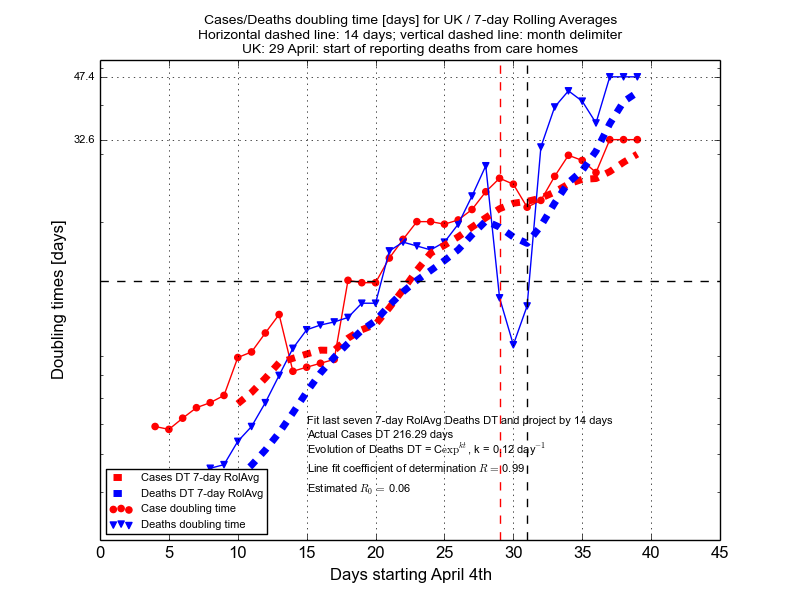 Cases/Deaths doubling time [days] for UK / 7-day Rolling Averages
Horizontal dashed line: 14 days; vertical dashed line: month delimiter
UK: 29 April: start of reporting deaths from care homes
47.4
32.6
Doubling times [days]
Fit last seven 7-day RolAvg Deaths DT and project by 14 days
Actual Cases DT 216.29 days
Evolution of Deaths DT = Cexp^{kt}, k = 0.12 day^{-1}
Line fit coefficient of determination R = 0.99
Estimated R_0 = 0.06
Cases DT 7-day RolAvg
Deaths DT 7-day RolAvg
Case doubling time
Deaths doubling time
0 5 10 15 20 25 30 35 40 45
Days starting April 4th